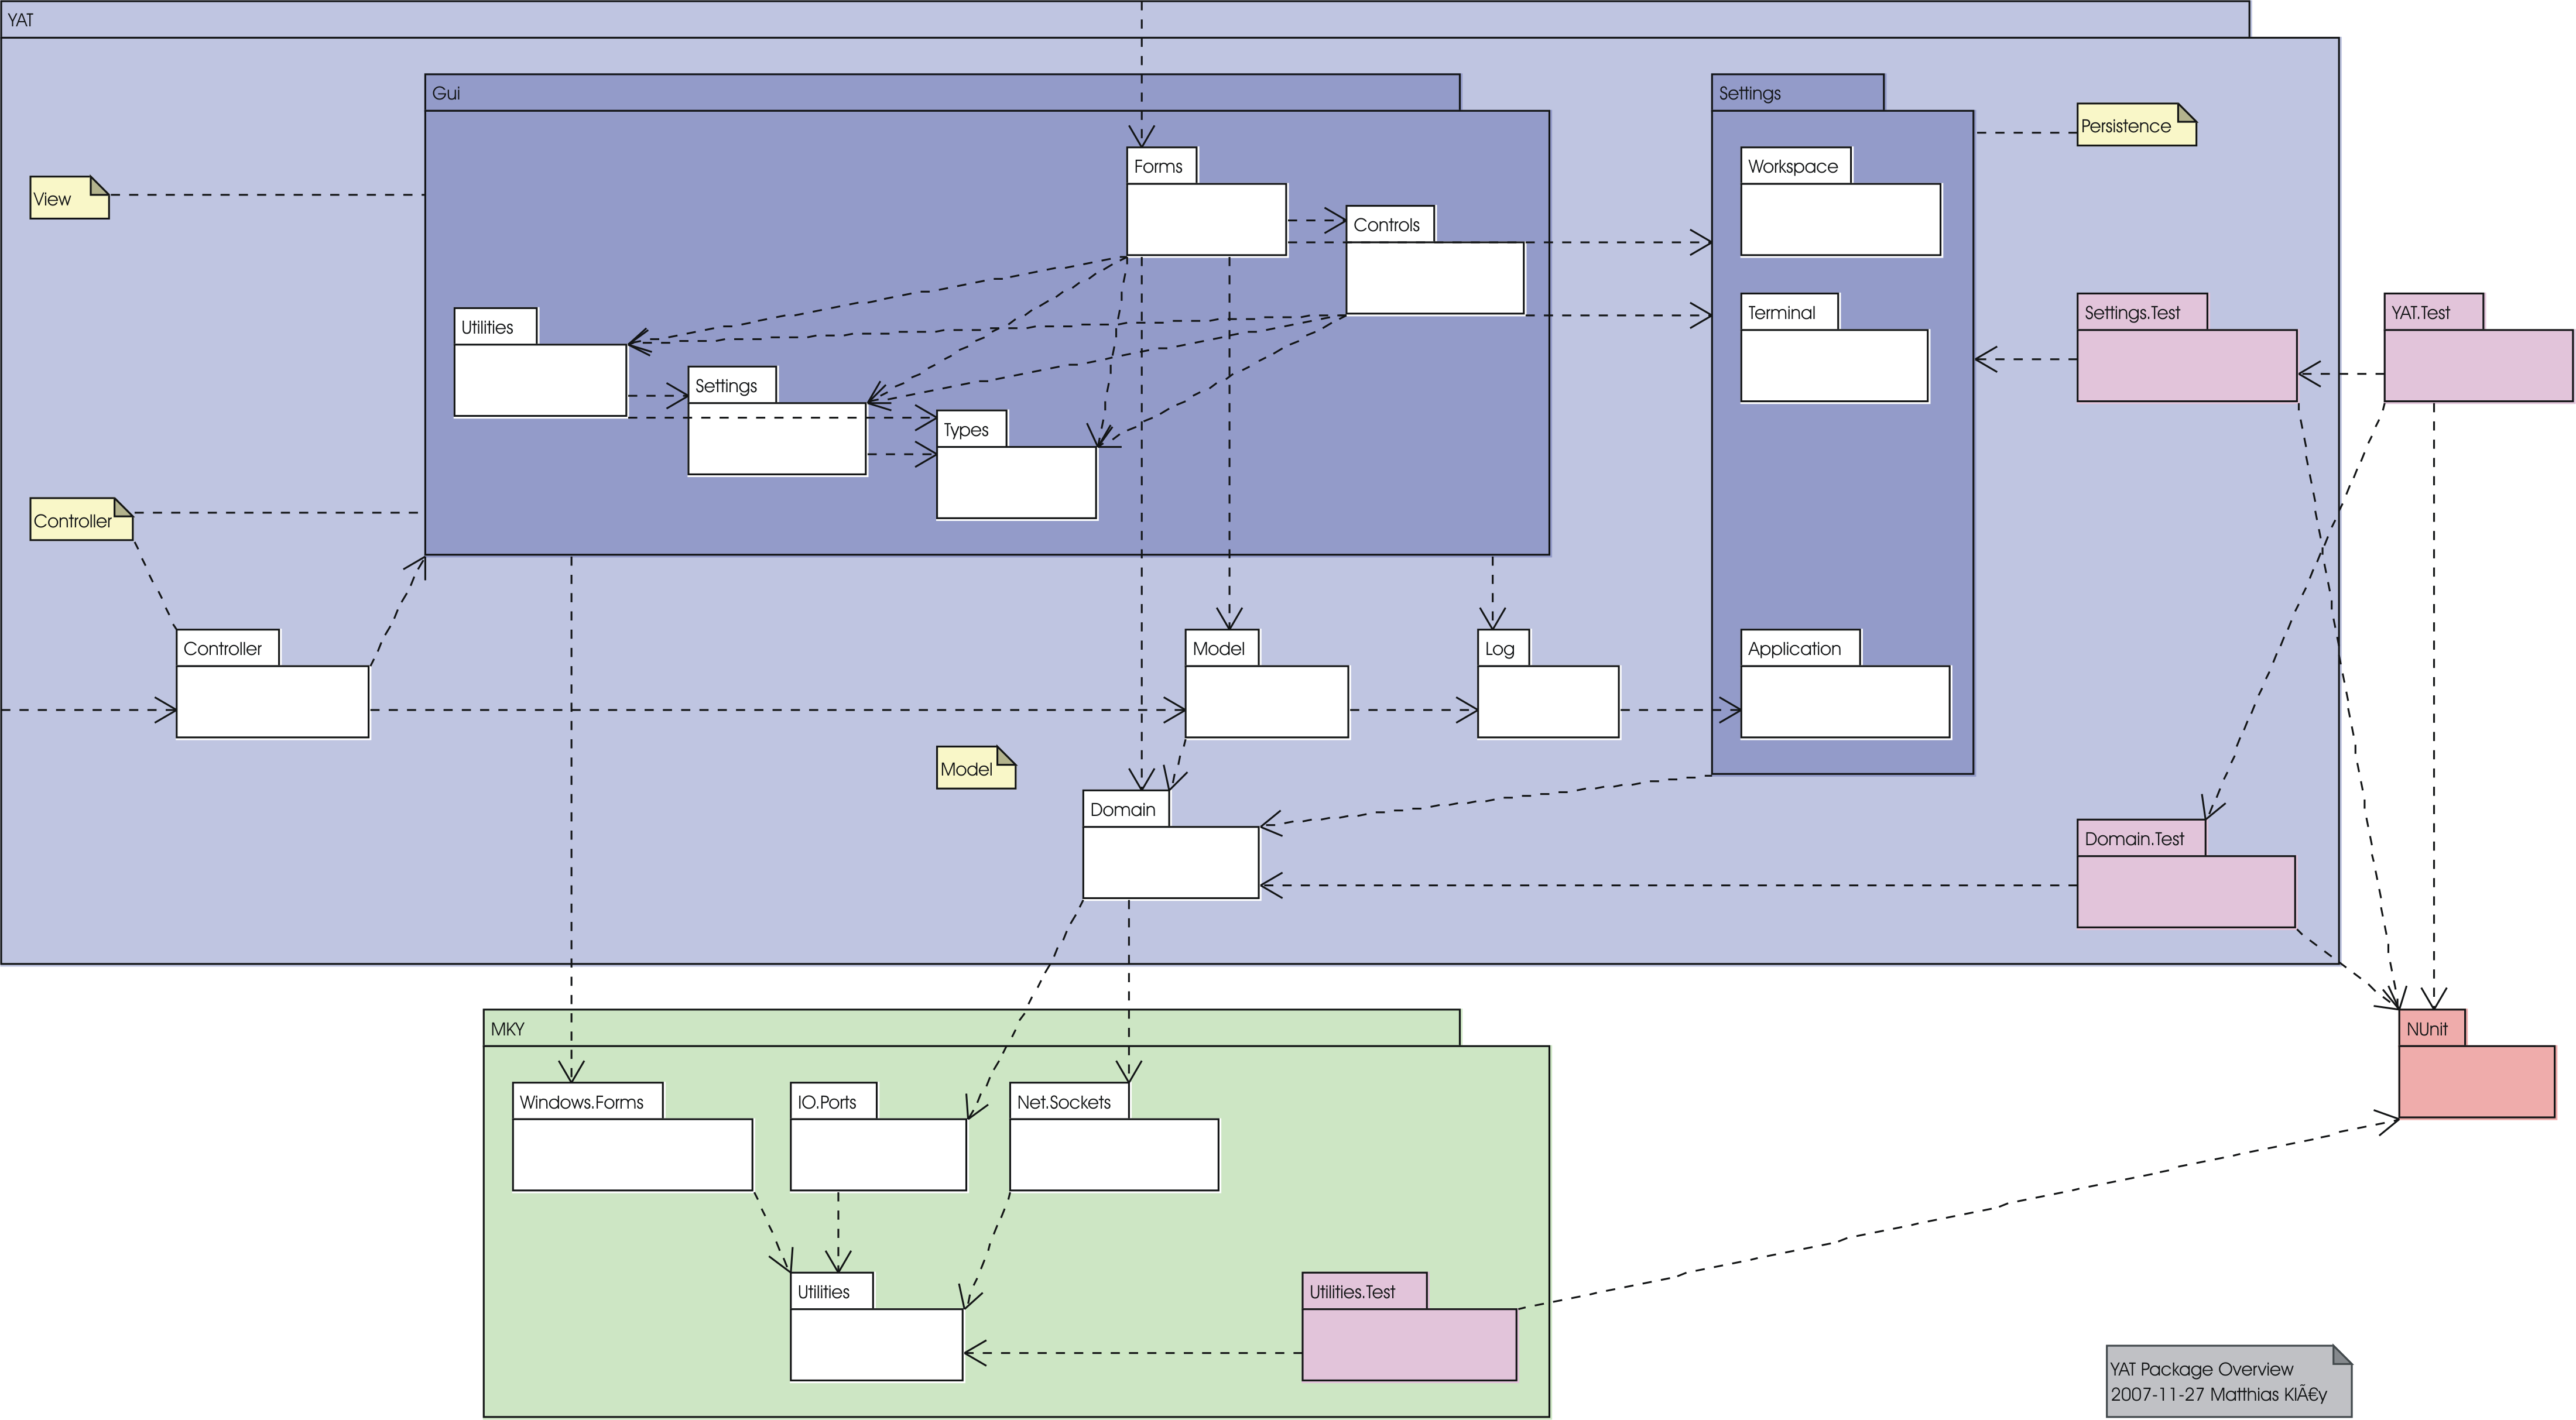 YAT
Gui
Settings
Persistence
Forms
Workspace
View
Controls
Utilities
Terminal
Settings.Test
YAT.Test
Settings
Types
Controller
Controller
Model
Log
Application
Model
Domain
Domain.Test
MKY
NUnit
Windows.Forms
IO.Ports
Net.Sockets
Utilities
Utilities.Test
YAT Package Overview
2007-11-27 Matthias KlÃ€y